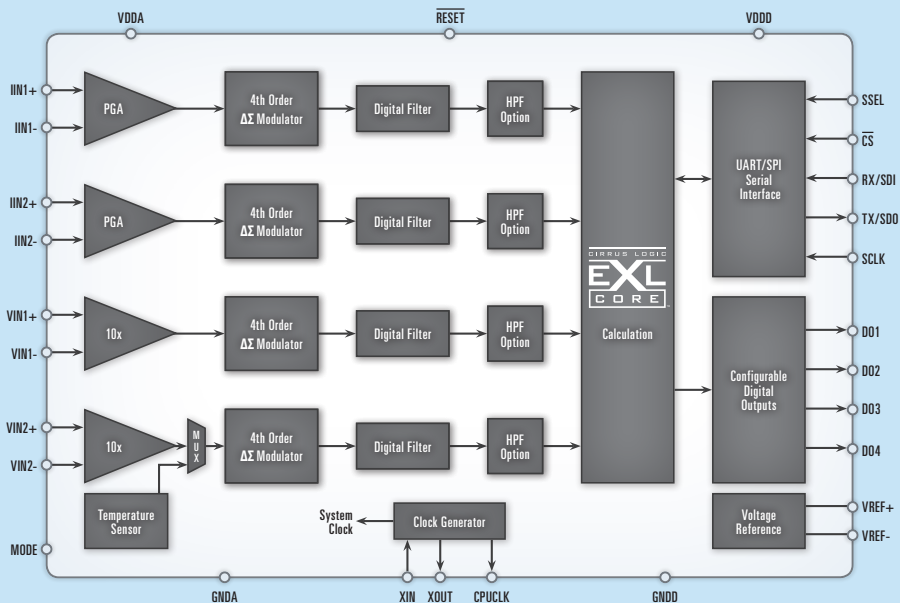 VDDA
RESET
VDDD
IIN1+
IIN1-
PGA
4th Order
ΔΣ Modulator
Digital Filter
HPF
Option
IIN2+
IIN2-
PGA
4th Order
ΔΣ Modulator
Digital Filter
HPF
Option
VIN1+
VIN1-
10x
4th Order
ΔΣ Modulator
Digital Filter
HPF
Option
VIN2+
VIN2-
10x
MUX
4th Order
ΔΣ Modulator
Digital Filter
HPF
Option
Temperature
Sensor
MODE
System
Clock
Clock Generator
CIRRUS LOGIC
EXL
CORE
Calculation
UART/SPI
Serial
Interface
SSEL
CS
RX/SDI
TX/SDO
SCLK
Configurable
Digital
Outputs
DO1
DO2
DO3
DO4
Voltage
Reference
VREF+
VREF-
GNDA
XIN
XOUT
CPUCLK
GNDD